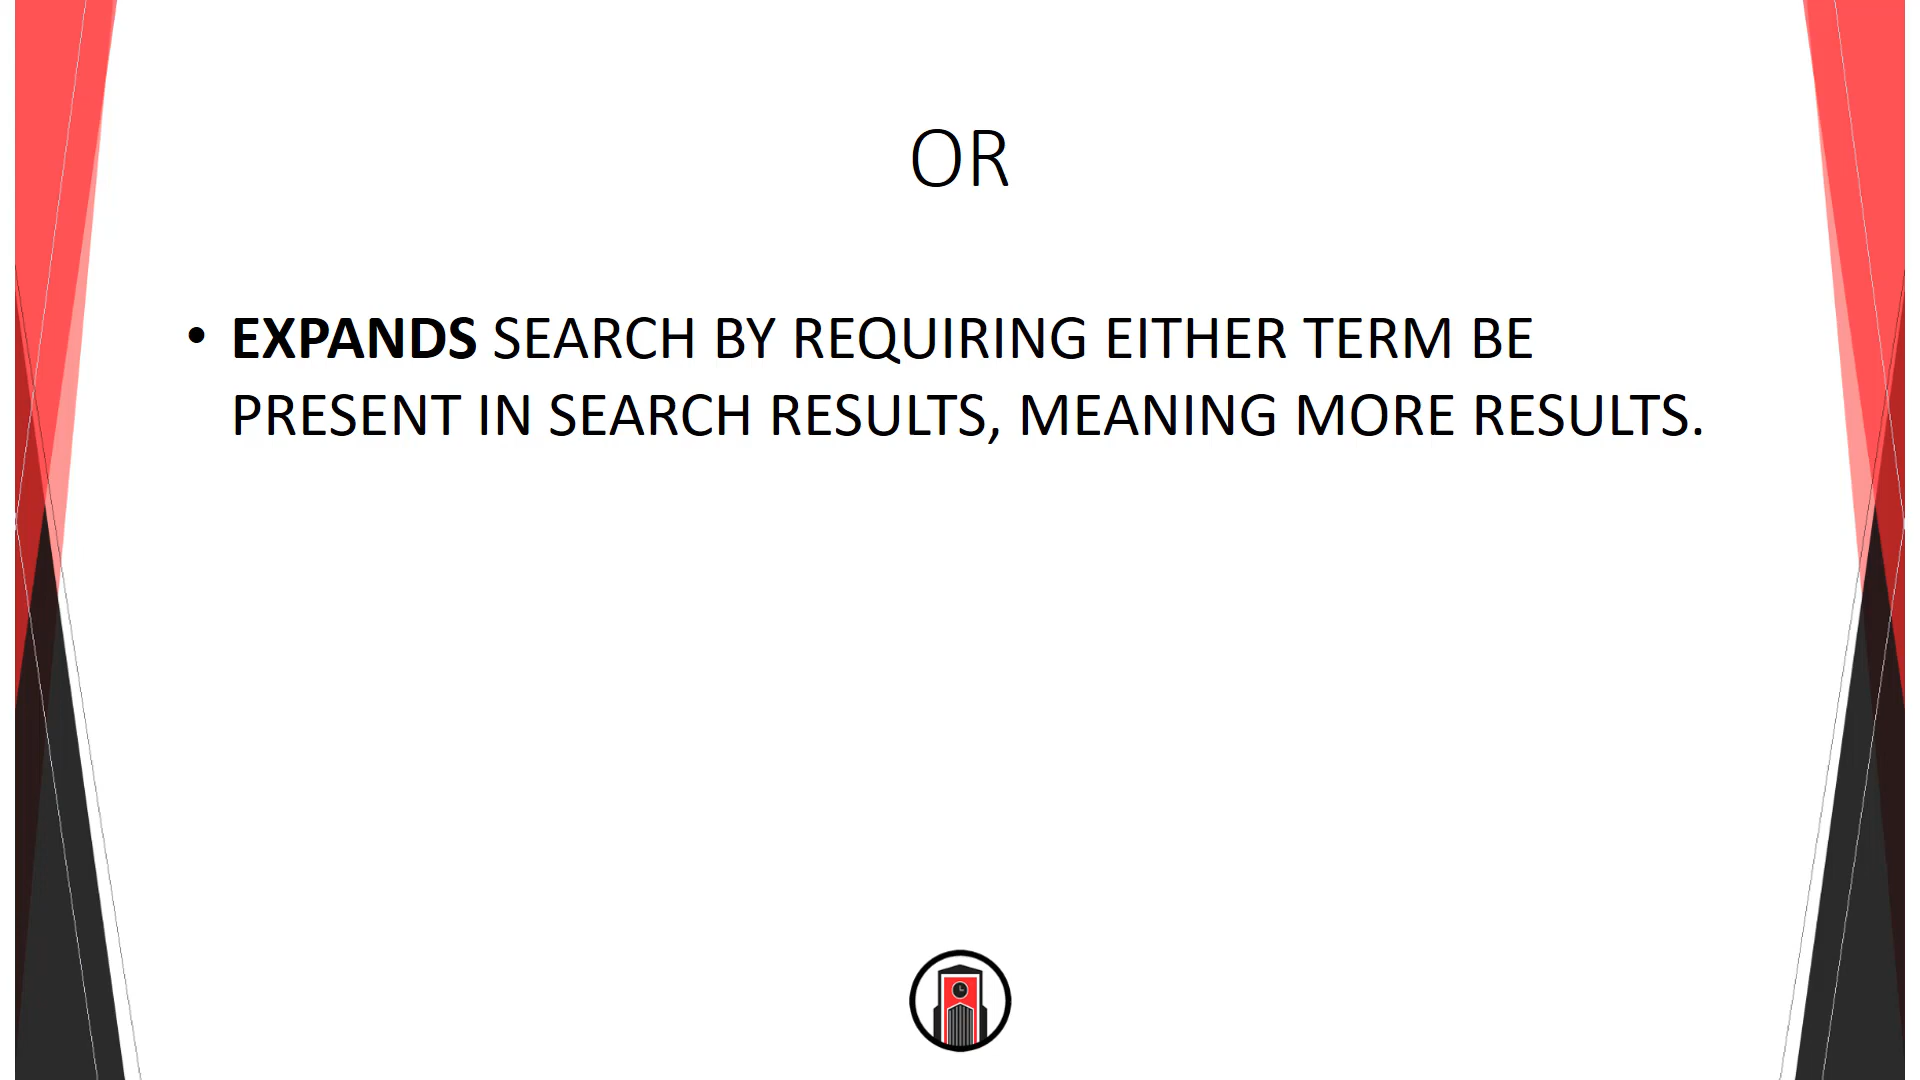 OR
• EXPANDS SEARCH BY REQUIRING EITHER TERM BE
PRESENT IN SEARCH RESULTS, MEANING MORE RESULTS.